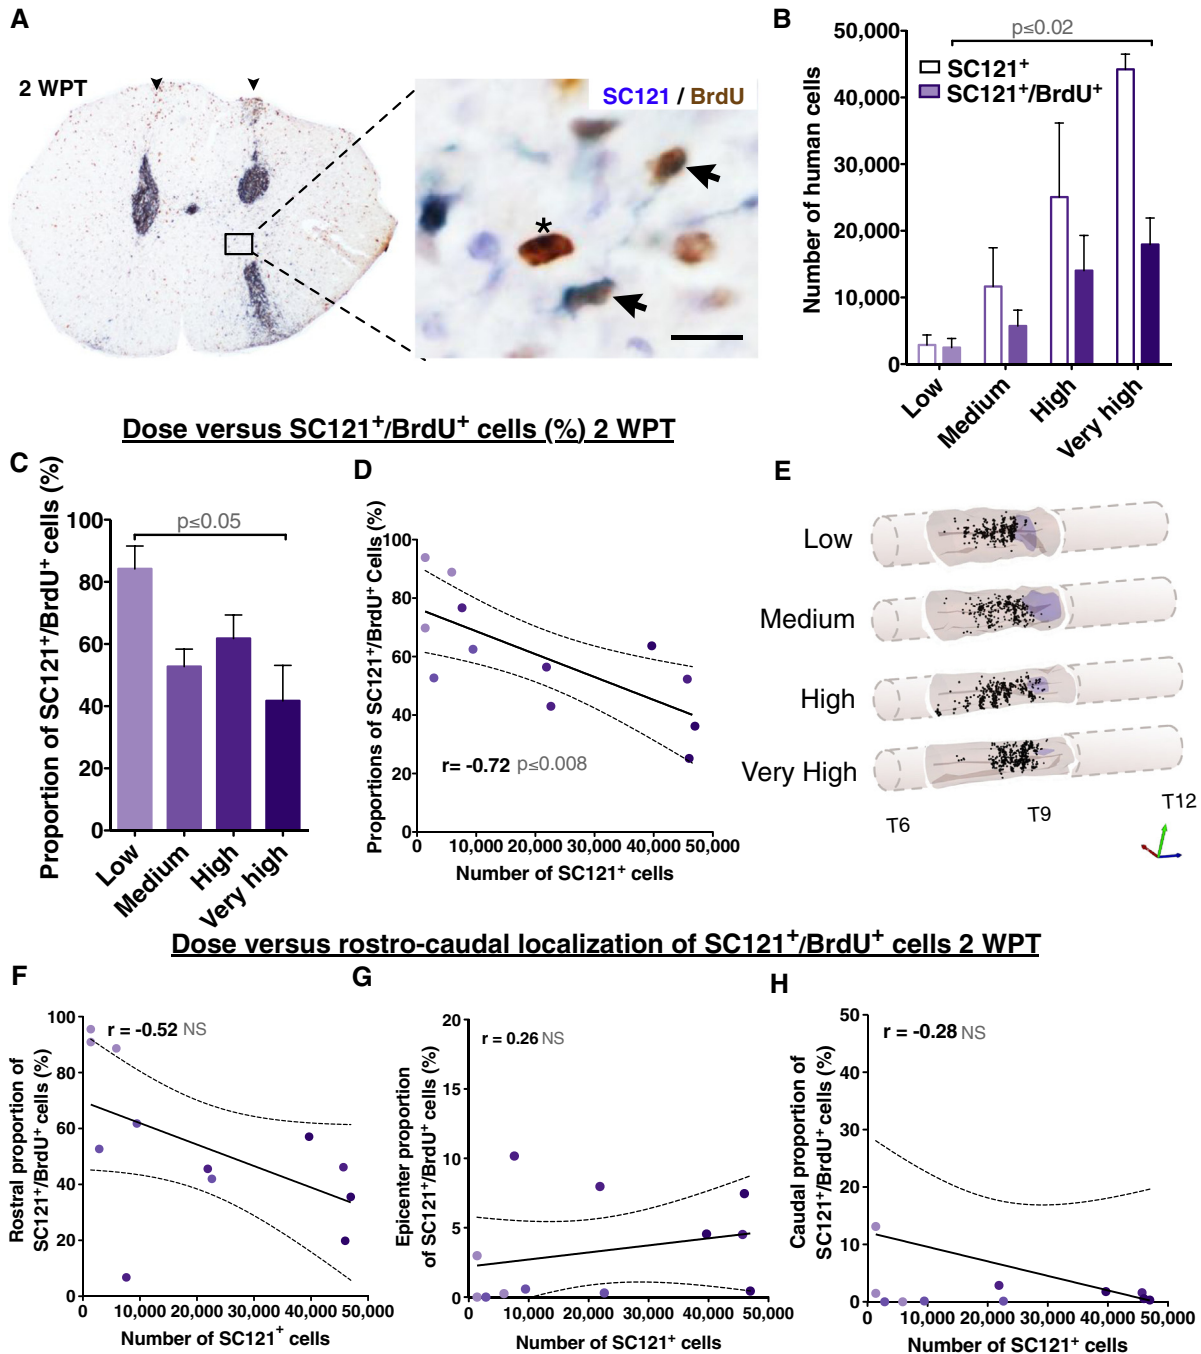 A
2 WPT
SC121 / BrdU
*
B
Number of human cells
50,000
40,000
30,000
20,000
10,000
0
p≤0.02
SC121⁺
SC121⁺/BrdU⁺
Low
Medium
High
Very high
Dose versus SC121⁺/BrdU⁺ cells (%) 2 WPT
C
Proportion of SC121⁺/BrdU⁺ cells (%)
100
80
60
40
20
0
p≤0.05
Low
Medium
High
Very high
D
Proportions of SC121⁺/BrdU⁺ Cells (%)
100
80
60
40
20
0
r= -0.72 p≤0.008
0 10,000 20,000 30,000 40,000 50,000
Number of SC121⁺ cells
E
Low
Medium
High
Very High
T6
T9
T12
Dose versus rostro-caudal localization of SC121⁺/BrdU⁺ cells 2 WPT
F
Rostral proportion of
SC121⁺/BrdU⁺ cells (%)
100
80
60
40
20
0
r = -0.52 NS
0 10,000 20,000 30,000 40,000 50,000
Number of SC121⁺ cells
G
Epicenter proportion
of SC121⁺/BrdU⁺ cells (%)
20
15
10
5
0
r = 0.26 NS
0 10,000 20,000 30,000 40,000 50,000
Number of SC121⁺ cells
H
Caudal proportion of
SC121⁺/BrdU⁺ cells (%)
50
40
30
20
10
0
r = -0.28 NS
0 10,000 20,000 30,000 40,000 50,000
Number of SC121⁺ cells